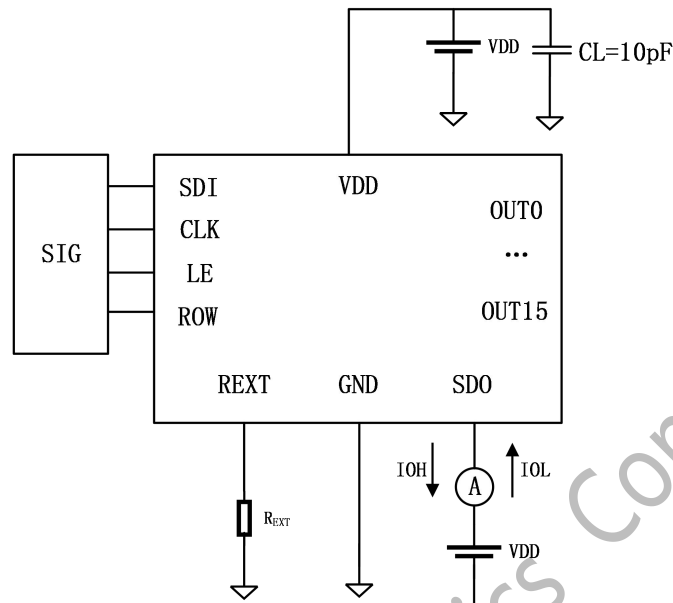 VDD
CL=10pF
SDI
VDD
OUT0
CLK
...
SIG
LE
ROW
OUT15
REXT
GND
SDO
IOH
A
IOL
REXT
VDD